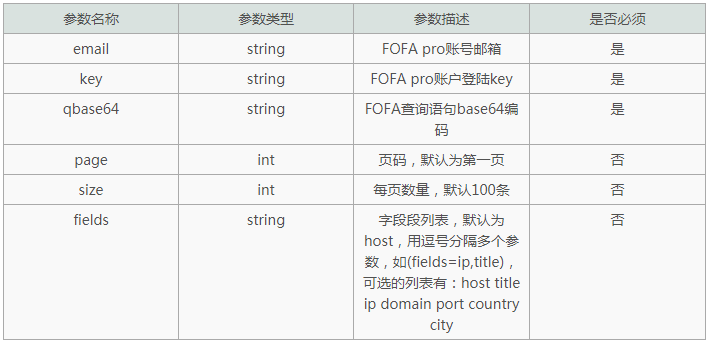 参数名称 参数类型 参数描述 是否必须
email string FOFA pro账号邮箱 是
key string FOFA pro账户登陆key 是
qbase64 string FOFA查询语句base64编 是
码
page int 页码，默认为第一页 否
size int 每页数量，默认100条 否
fields string 字段段列表，默认为 否
host，用逗号分隔多个参
数，如(fields=ip,title)，
可选的列表有：host title
ip domain port country
city